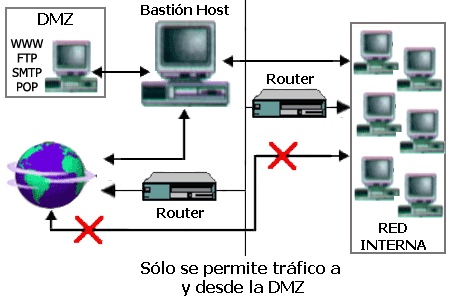 DMZ
WWW
FTP
SMTP
POP
Bastión Host
Router
Router
RED
INTERNA
Sólo se permite tráfico a
y desde la DMZ